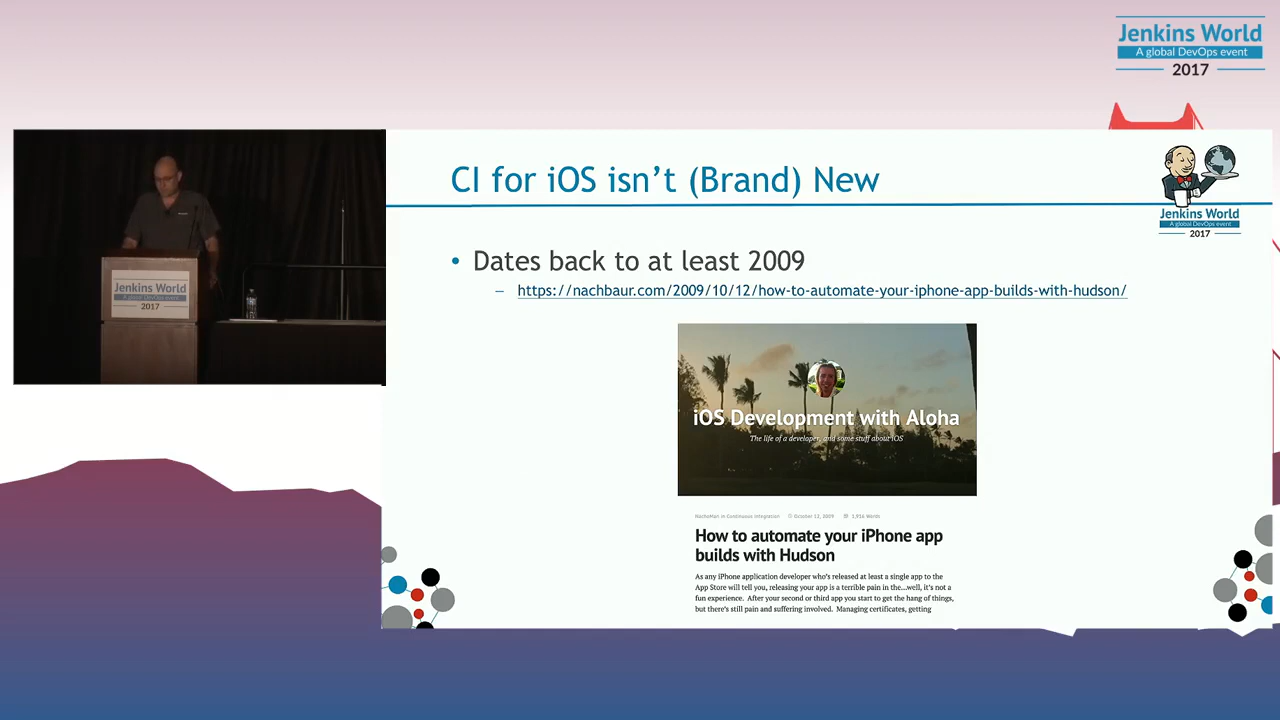 Jenkins World
A global DevOps event
2017
CI for iOS isn't (Brand) New
Jenkins World
A global DevOps event
2017
• Dates back to at least 2009
– https://nachbaur.com/2009/10/12/how-to-automate-your-iphone-app-builds-with-hudson/
Jenkins World
A global DevOps event
2017
iOS Development with Aloha
The life of a developer, and some stuff about iOS
in Continuous Integration October 12, 2009 1,916 Words
How to automate your iPhone app
builds with Hudson
As any iPhone application developer who's released at least a single app to the
App Store will tell you, releasing your app is a terrible pain in the...well, it's not a
fun experience. After your second or third app you start to get the hang of things,
but there's still pain and suffering involved. Managing certificates, getting